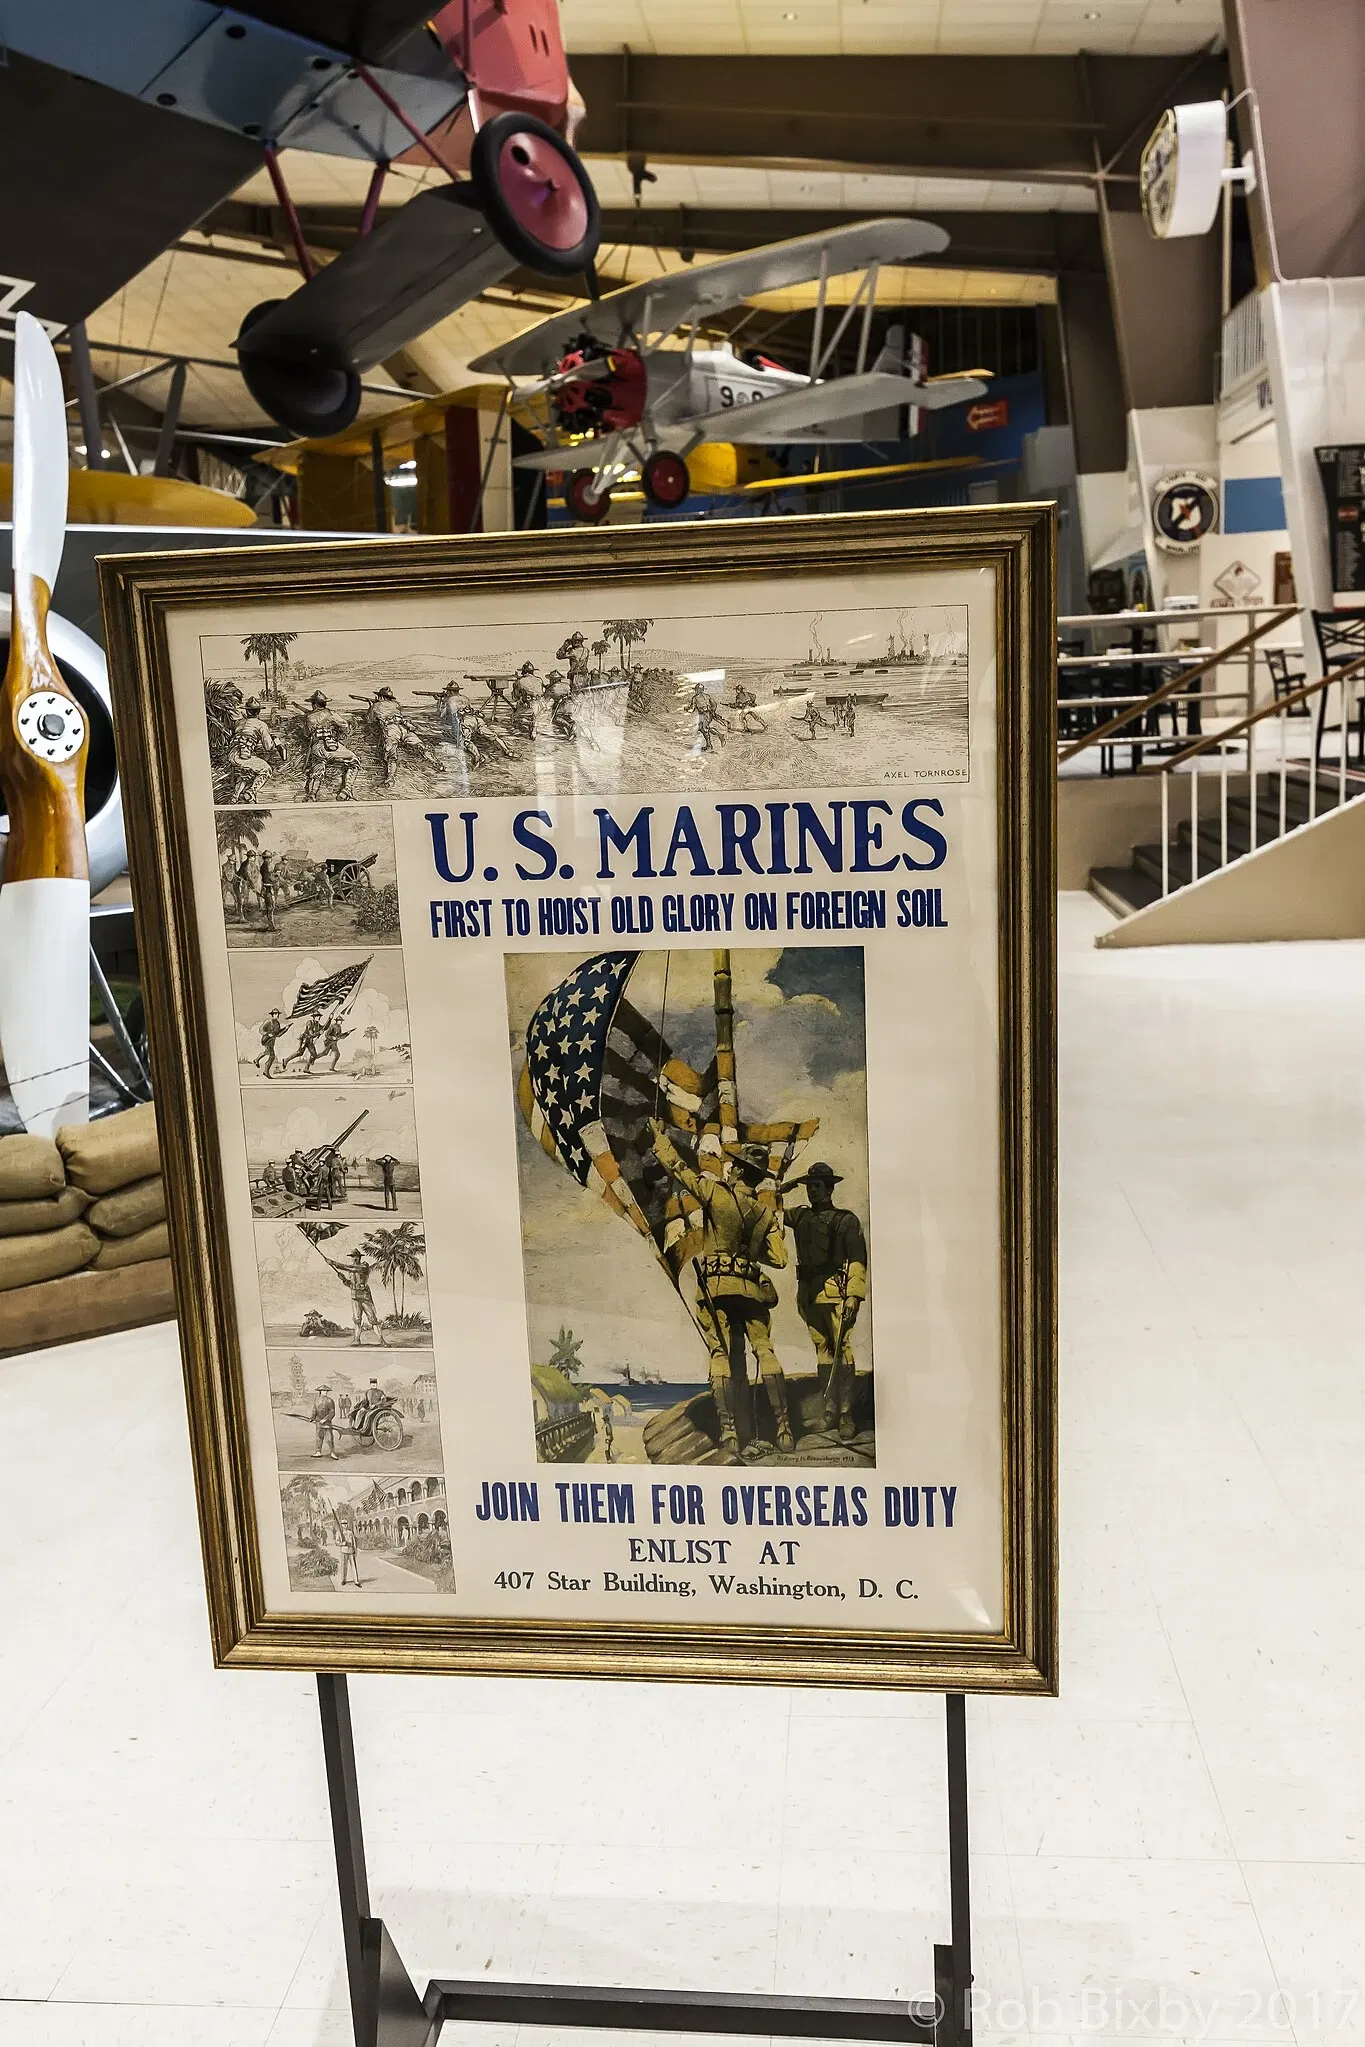 AXEL TORNROSE
U.S. MARINES
FIRST TO HOIST OLD GLORY ON FOREIGN SOIL
JOIN THEM FOR OVERSEAS DUTY
ENLIST AT
407 Star Building, Washington, D. C.
© Rob Bixby 2017